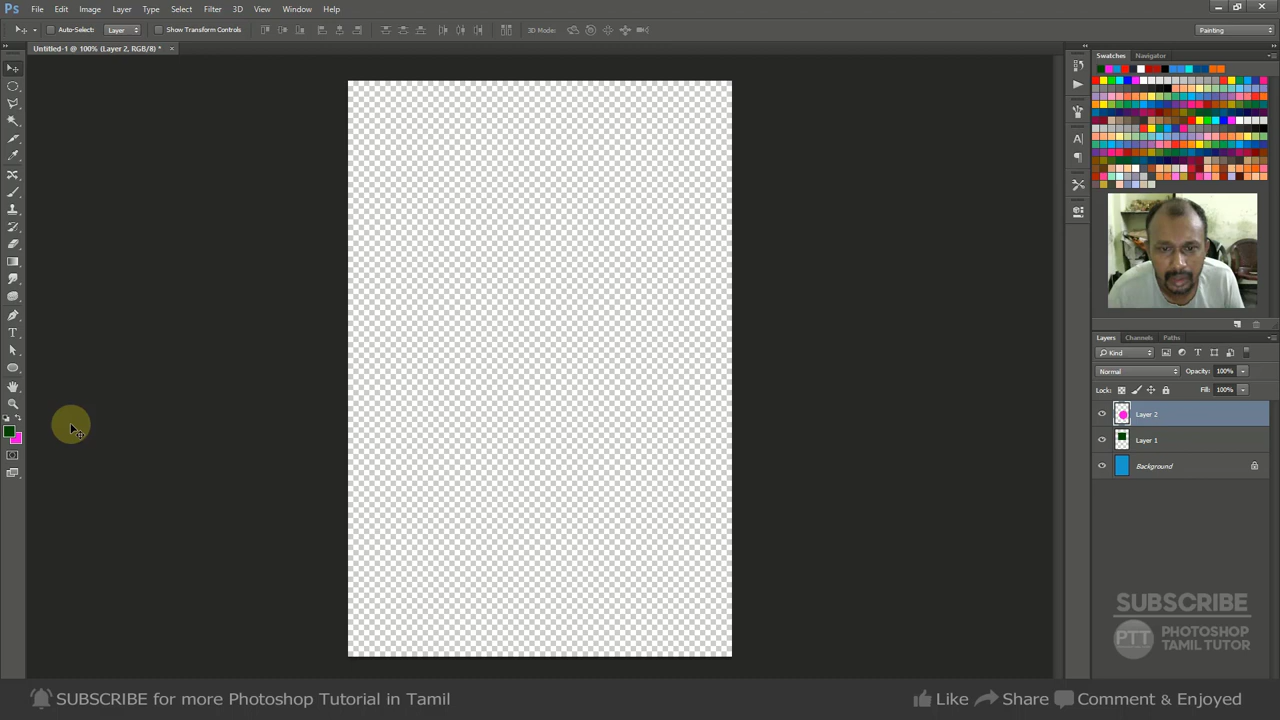 Ps File Edit Image Layer Type Select Filter 3D View Window Help
Auto-Select: Layer Show Transform Controls 3D Mode: Painting
Untitled-1 @ 100% (Layer 2, RGB/8) *
Swatches Navigator
Layers Channels Paths
Kind
Normal Opacity: 100%
Lock: Fill: 100%
Layer 2
Layer 1
Background
SUBSCRIBE
PTT PHOTOSHOP
TAMIL TUTOR
SUBSCRIBE for more Photoshop Tutorial in Tamil Like Share Comment & Enjoyed